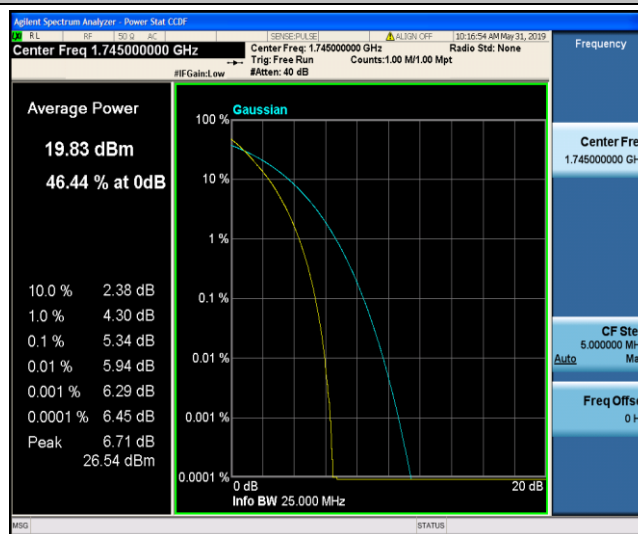 Agilent Spectrum Analyzer - Power Stat CCDF
RL RF 50 Ω AC SENSE:PULSE ALIGN OFF 10:16:54 AM May 31, 2019
Center Freq 1.745000000 GHz
Center Freq: 1.745000000 GHz Radio Std: None
Trig: Free Run Counts:1.00 M/1.00 Mpt
#IFGain:Low #Atten: 40 dB
Frequency
Average Power
19.83 dBm
46.44 % at 0dB
10.0 % 2.38 dB
1.0 % 4.30 dB
0.1 % 5.34 dB
0.01 % 5.94 dB
0.001 % 6.29 dB
0.0001 % 6.45 dB
Peak 6.71 dB
26.54 dBm
Gaussian
100 %
10 %
1 %
0.1 %
0.01 %
0.001 %
0.0001 %
0 dB 20 dB
Info BW 25.000 MHz
Center Fre
1.745000000 GH
CF Ste
5.000000 MH
Auto Ma
Freq Offse
0 H
MSG STATUS